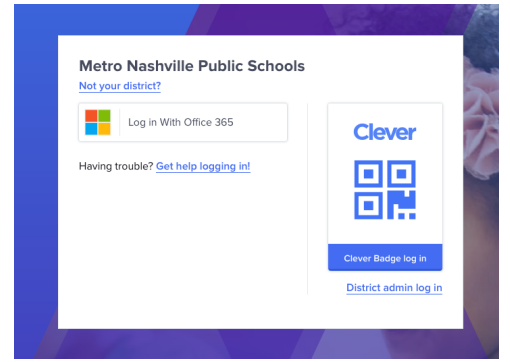 Metro Nashville Public Schools
Not your district?
Log in With Office 365
Having trouble? Get help logging in!
Clever
Clever Badge log in
District admin log in